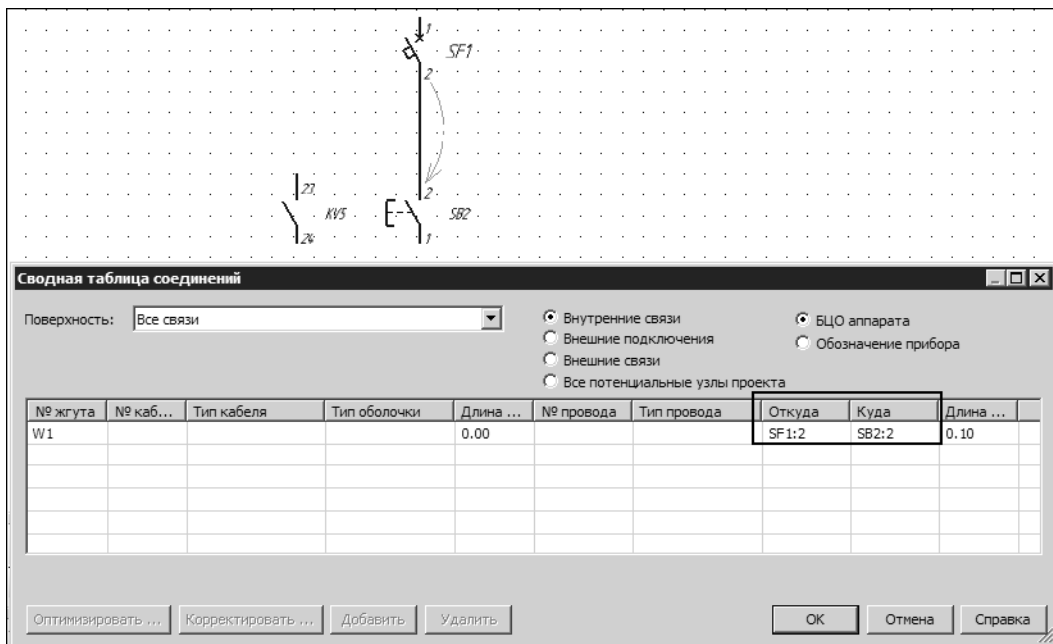 1
SF1
2
23
2
KV5
SB2
24
1
Сводная таблица соединений
Поверхность: Все связи
Внутренние связи
БЦО аппарата
Внешние подключения
Обозначение прибора
Внешние связи
Все потенциальные узлы проекта
№ жгута № каб... Тип кабеля Тип оболочки Длина ... № провода Тип провода Откуда Куда Длина ...
W1 0.00 SF1:2 SB2:2 0.10
Оптимизировать ... Корректировать ... Добавить Удалить OK Отмена Справка